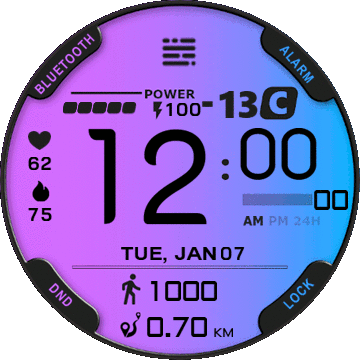 BLUETOOTH
ALARM
POWER
100
-13C
62
75
12:00
00
AM PM 24H
TUE, JAN 07
1000
0.70 KM
DND
LOCK